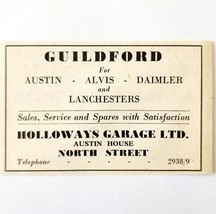 GUILDFORD
For
AUSTIN - ALVIS - DAIMLER
and
LANCHESTERS
Sales, Service and Spares with Satisfaction
HOLLOWAYS GARAGE LTD.
AUSTIN HOUSE
NORTH STREET
Telephone - - - - - 2938/9